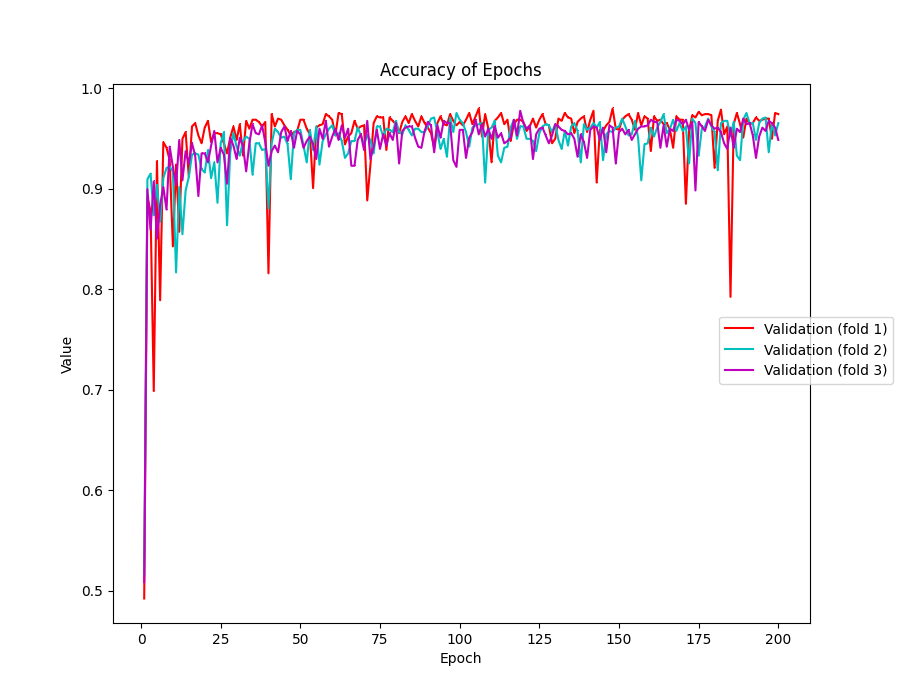 Accuracy of Epochs
Value
1.0
0.9
0.8
0.7
0.6
0.5
Validation (fold 1)
Validation (fold 2)
Validation (fold 3)
0 25 50 75 100 125 150 175 200
Epoch